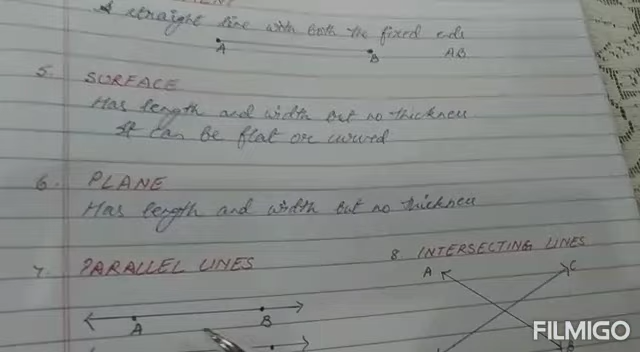 A straight line with both the fixed ends
A B AB
5. SURFACE
Has length and width but no thickness
It can be flat or curved
6. PLANE
Has length and width but no thickness
7. PARALLEL LINES
A B
8. INTERSECTING LINES
A C
B
FILMIGO